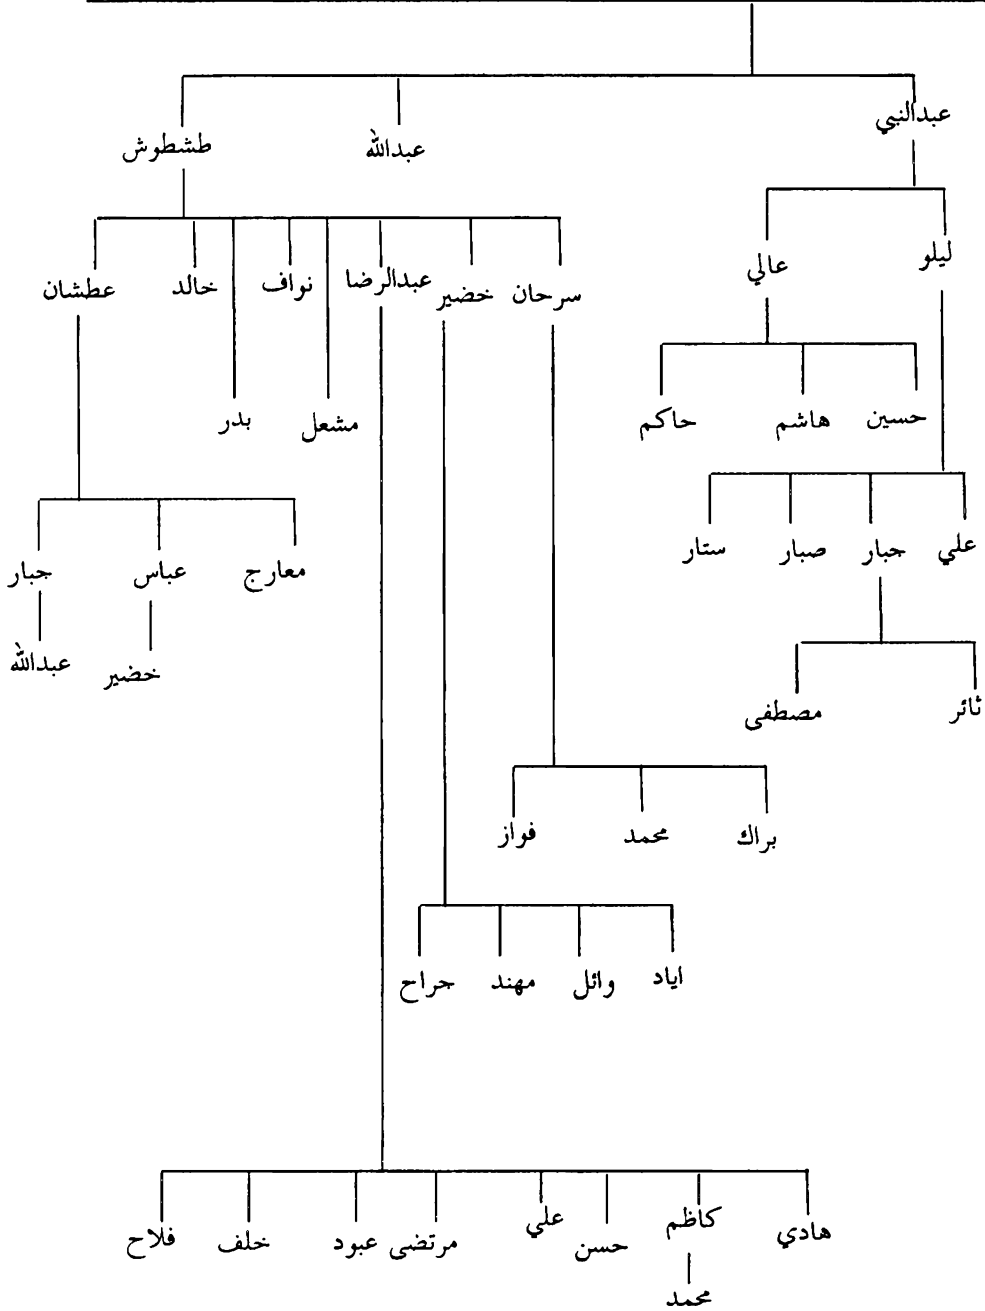 عبدالنبي عبدالله طشطوش
ليلو عالي
سرحان خضير عبدالرضا نواف خالد عطشان
حسين هاشم حاكم مشعل بدر
علي جبار صبار ستار
معارج عباس جبار
خضير عبدالله
ثائر مصطفى
براك محمد فواز
اياد وائل مهند جراح
هادي كاظم حسن علي مرتضى عبود خلف فلاح
محمد